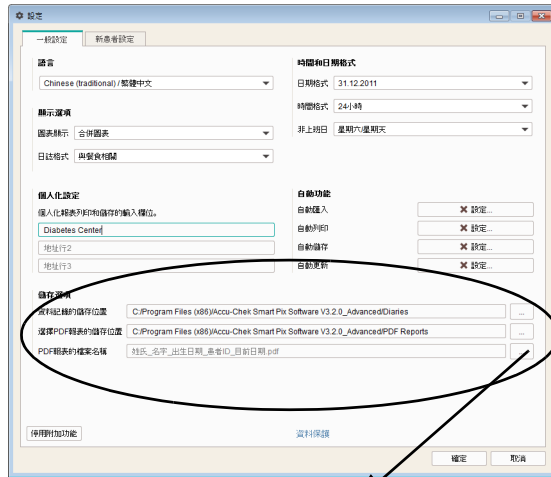 設定
一般設定 新患者設定
語言
Chinese (traditional) / 繁體中文
顯示選項
圖表顯示 合併圖表
日誌格式 與餐食相關
時間和日期格式
日期格式 31.12.2011
時間格式 24小時
非上班日 星期六/星期天
個人化設定
個人化報表列印和儲存的輸入欄位。
Diabetes Center
地址行2
地址行3
自動功能
自動匯入 設定...
自動列印 設定...
自動儲存 設定...
自動更新 設定...
儲存選項
資料紀錄的儲存位置 C:/Program Files (x86)/Accu-Chek Smart Pix Software V3.2.0_Advanced/Diaries ...
選擇PDF報表的儲存位置 C:/Program Files (x86)/Accu-Chek Smart Pix Software V3.2.0_Advanced/PDF Reports ...
PDF報表的檔案名稱 姓氏_名字_出生日期_患者ID_目前日期.pdf ...
停用附加功能 資料保護
確定 取消